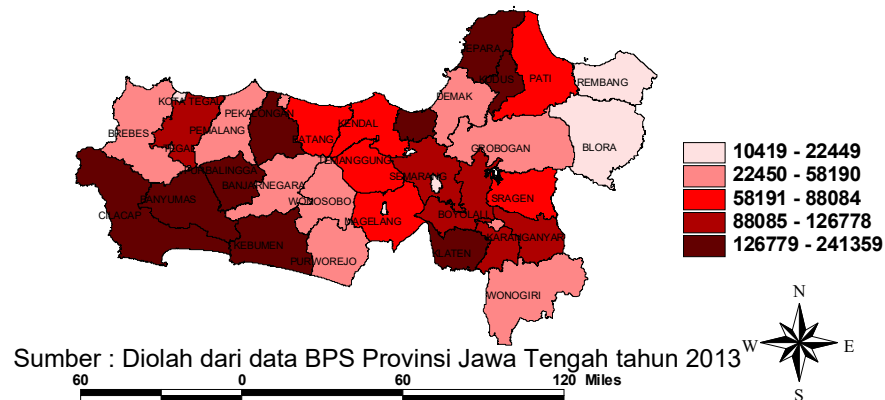 JEPARA
KUDUS
PATI
REMBANG
KOTA TEGAL
DEMAK
PEKALONGAN
KENDAL
BREBES
PEMALANG
BATANG
TEGAL
GROBOGAN
BLORA
TEMANGGUNG
PURBALINGGA
SEMARANG
BANJARNEGARA
BANYUMAS
WONOSOBO
SRAGEN
CILACAP
MAGELANG
BOYOLALI
KEBUMEN
KARANGANYAR
KLATEN
PURWOREJO
WONOGIRI
10419 - 22449
22450 - 58190
58191 - 88084
88085 - 126778
126779 - 241359
N
W
E
S
Sumber : Diolah dari data BPS Provinsi Jawa Tengah tahun 2013
60 0 60 120 Miles